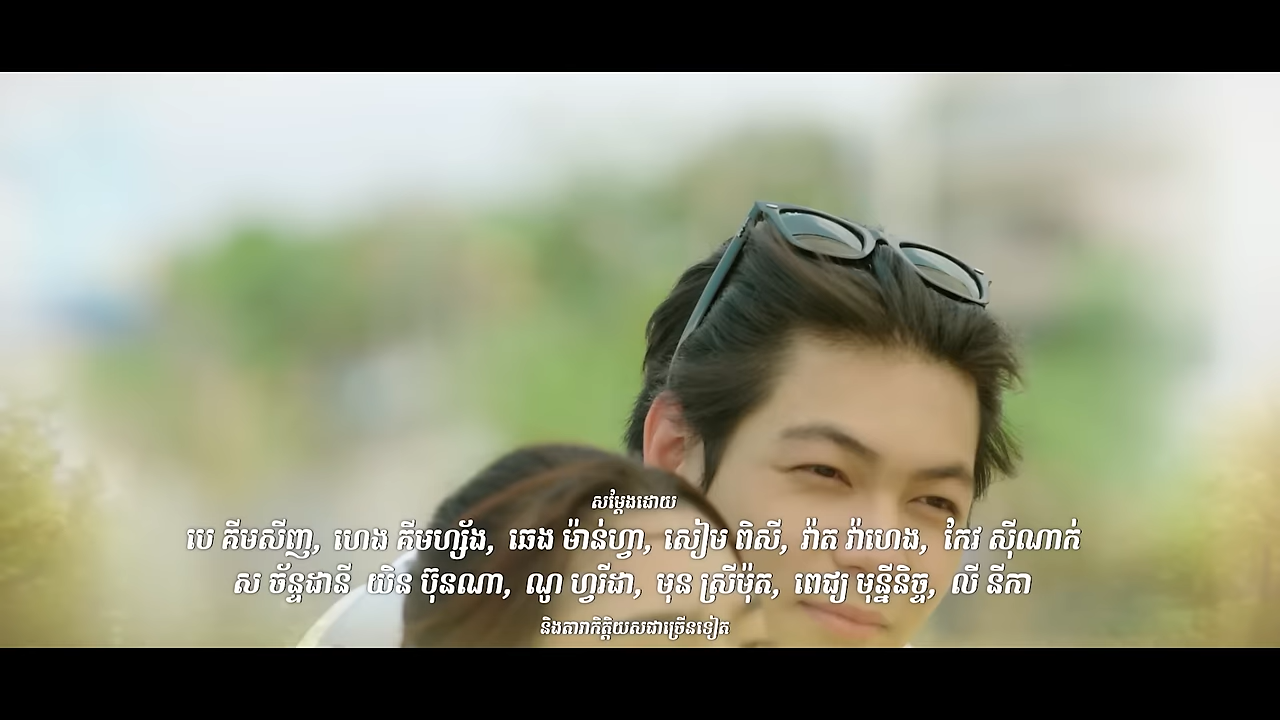 សម្ដែងដោយ
បេ គីមសីញ, ហេង គីមហ្ស័ង, ឆេង ម៉ាន់ហ្វា, សៀម ពិសី, វ៉ាត វ៉ាហេង, កែវ ស៊ីណាក់
ស ច័ន្ទដានី យិន ប៊ុនណា, ណូ ហ្វរីដា, មុន ស្រីម៉ុត, ពេជ្យ មុន្នីនិច្ច, លី នីកា
និងតារាកិត្តិយសជាច្រើនទៀត